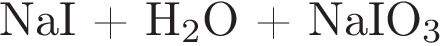 NaI + H₂O + NaIO₃